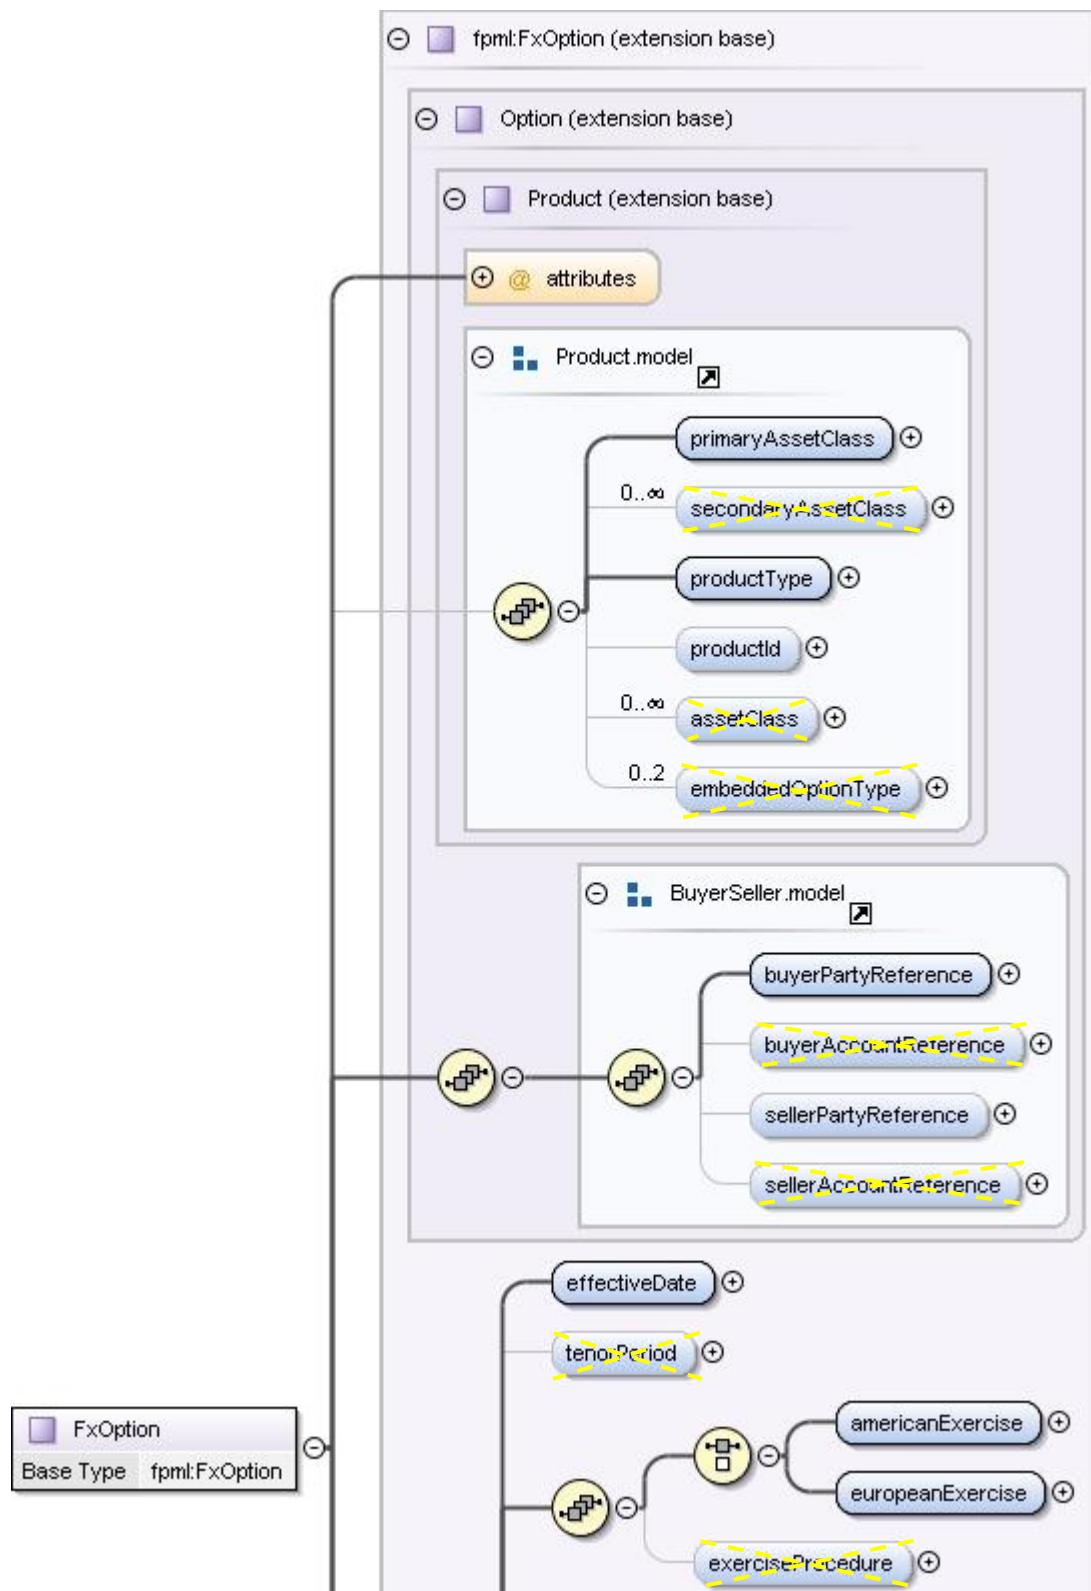 fpml:FxOption (extension base)
Option (extension base)
Product (extension base)
@ attributes
Product.model
primaryAssetClass
0..∞
secondaryAssetClass
productType
productId
0..∞
assetClass
0..2
embeddedOptionType
BuyerSeller.model
buyerPartyReference
buyerAccountReference
sellerPartyReference
sellerAccountReference
effectiveDate
tenorPeriod
FxOption
Base Type fpml:FxOption
americanExercise
europeanExercise
exerciseProcedure